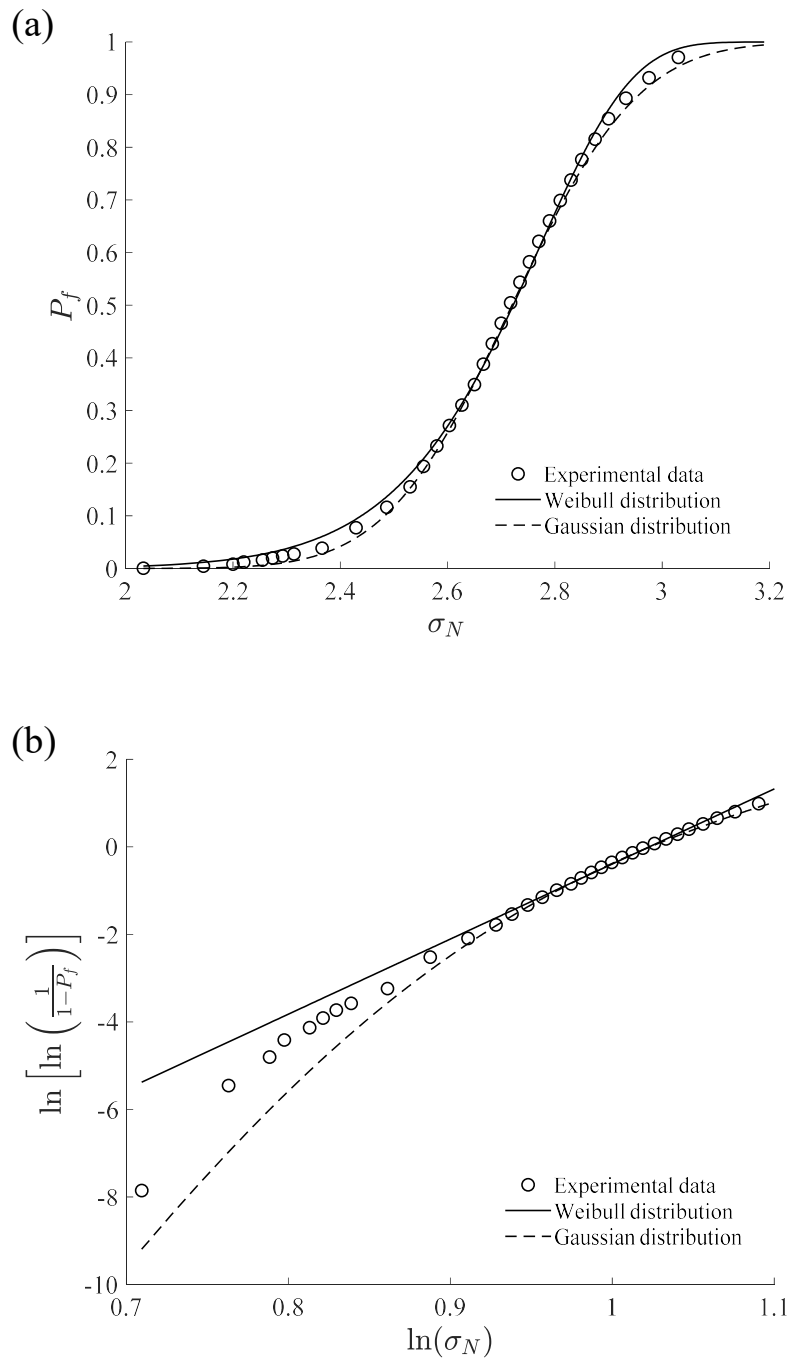 (a)
1
0.9
0.8
0.7
0.6
0.5
0.4
0.3
0.2
0.1
0
P_f
Experimental data
Weibull distribution
Gaussian distribution
2 2.2 2.4 2.6 2.8 3 3.2
σ_N
(b)
2
0
-2
-4
-6
-8
-10
ln [ln (1/(1−P_f))]
Experimental data
Weibull distribution
Gaussian distribution
0.7 0.8 0.9 1 1.1
ln(σ_N)